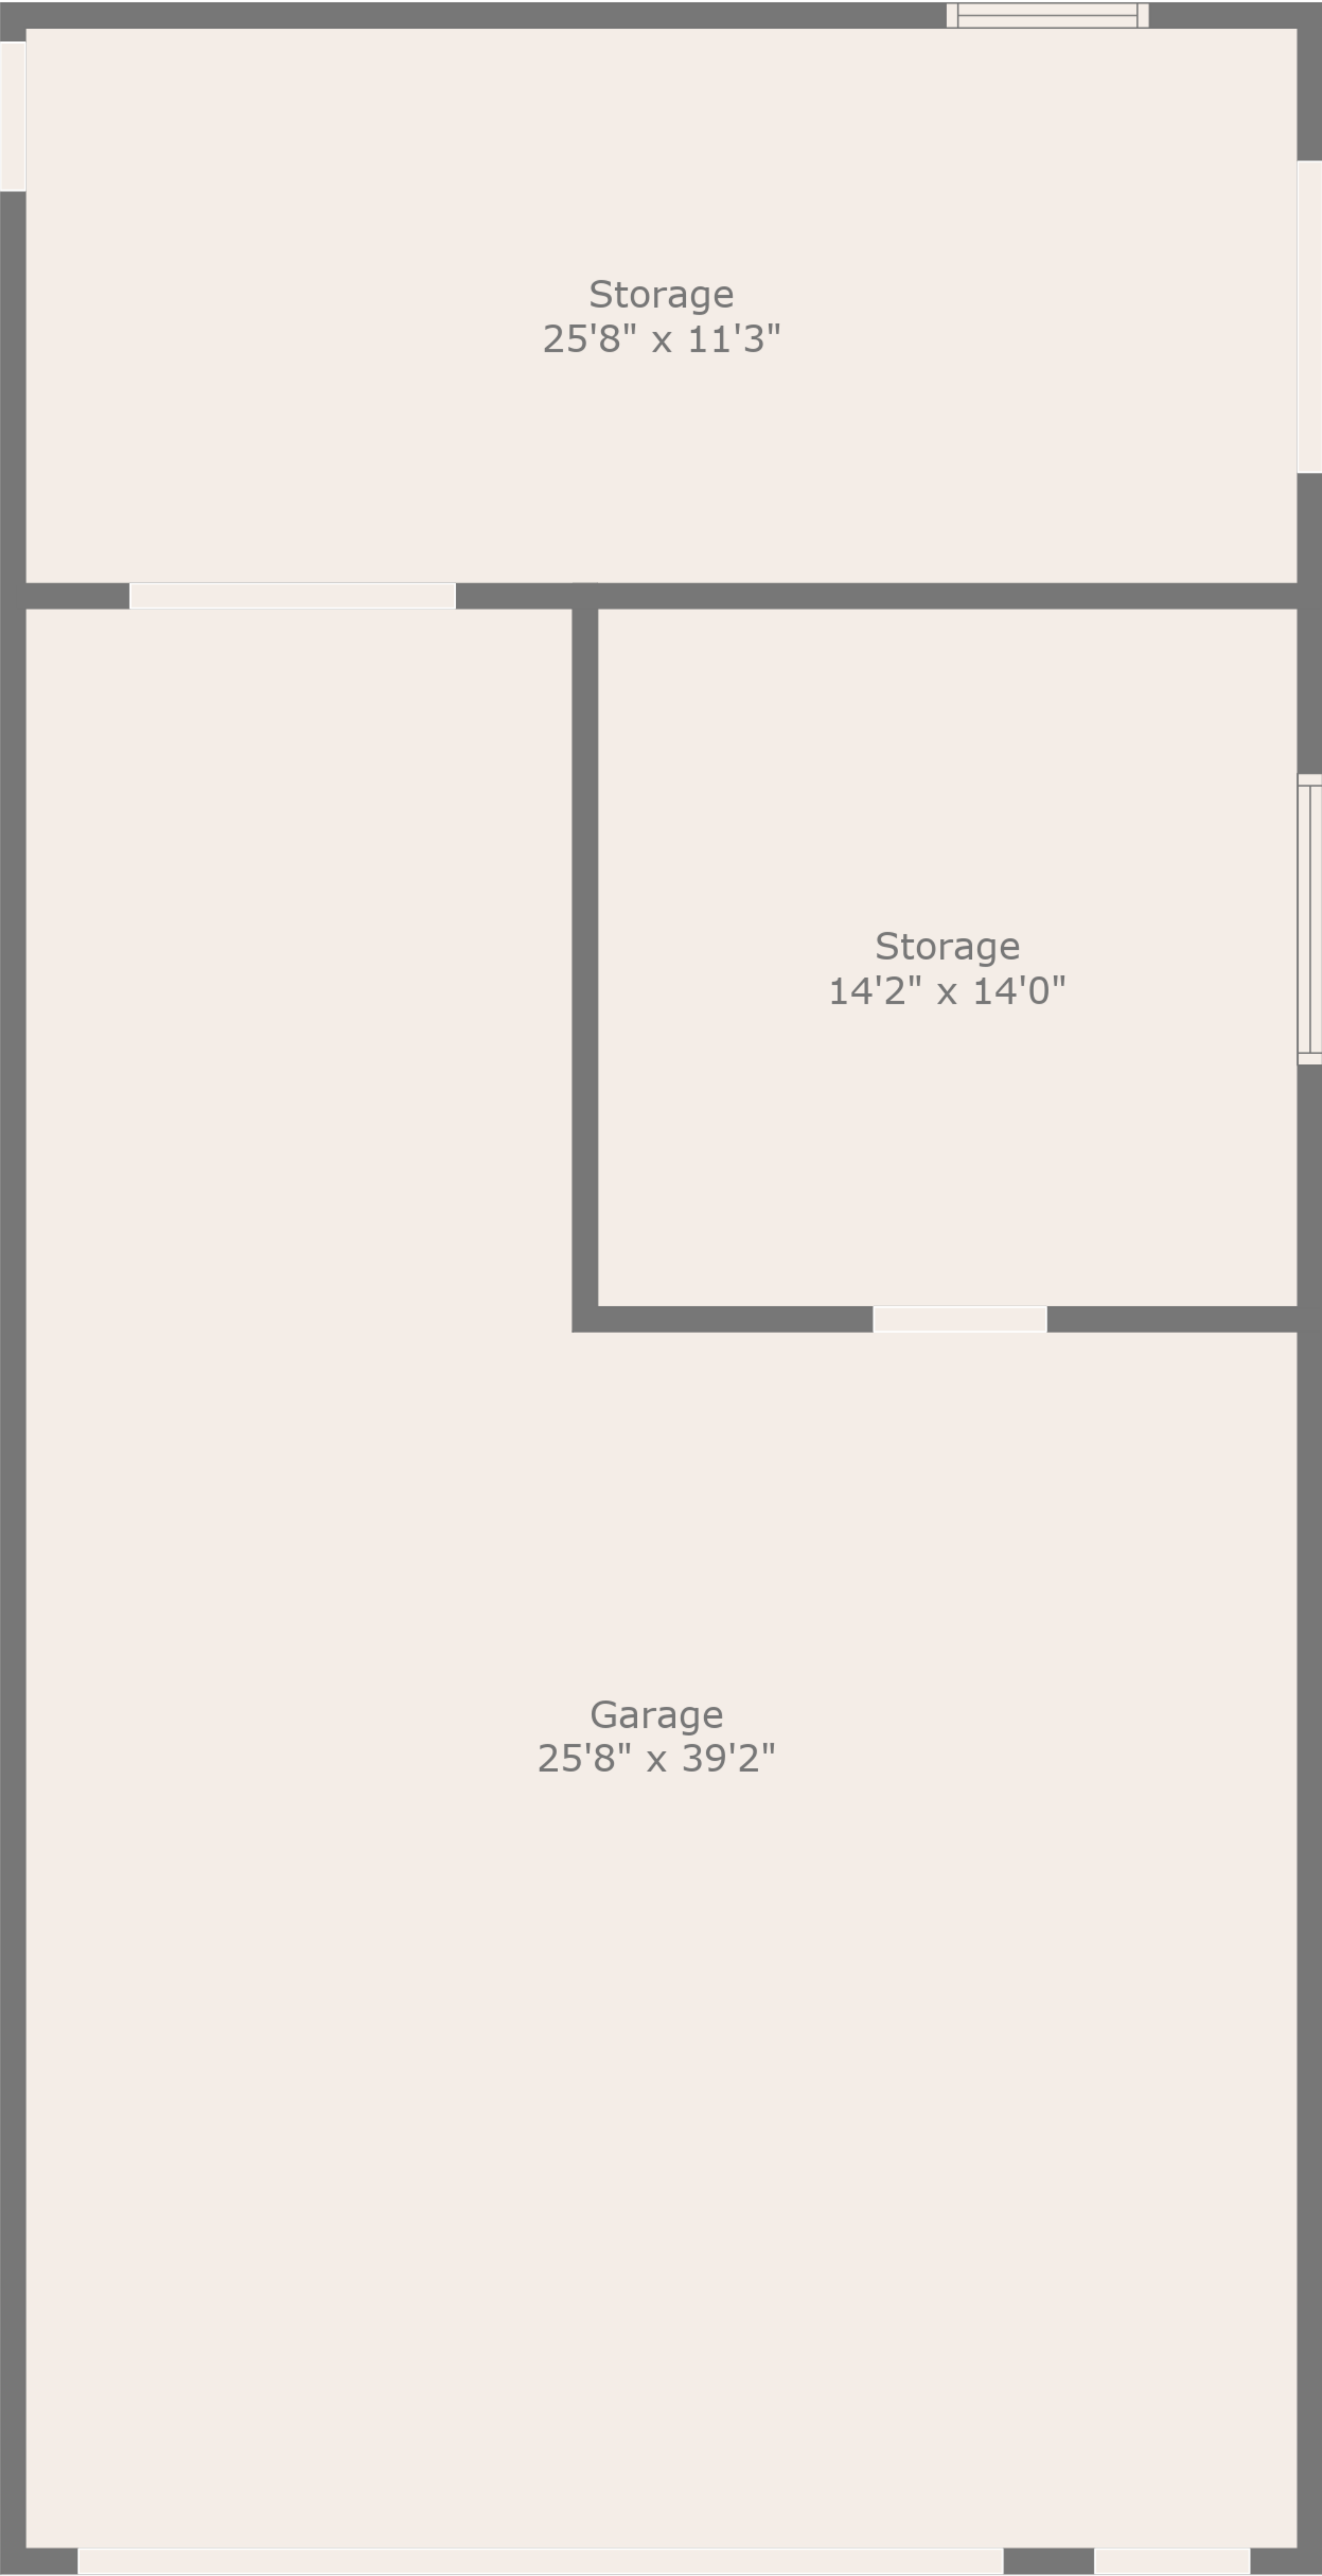 Storage
25'8" x 11'3"
Storage
14'2" x 14'0"
Garage
25'8" x 39'2"